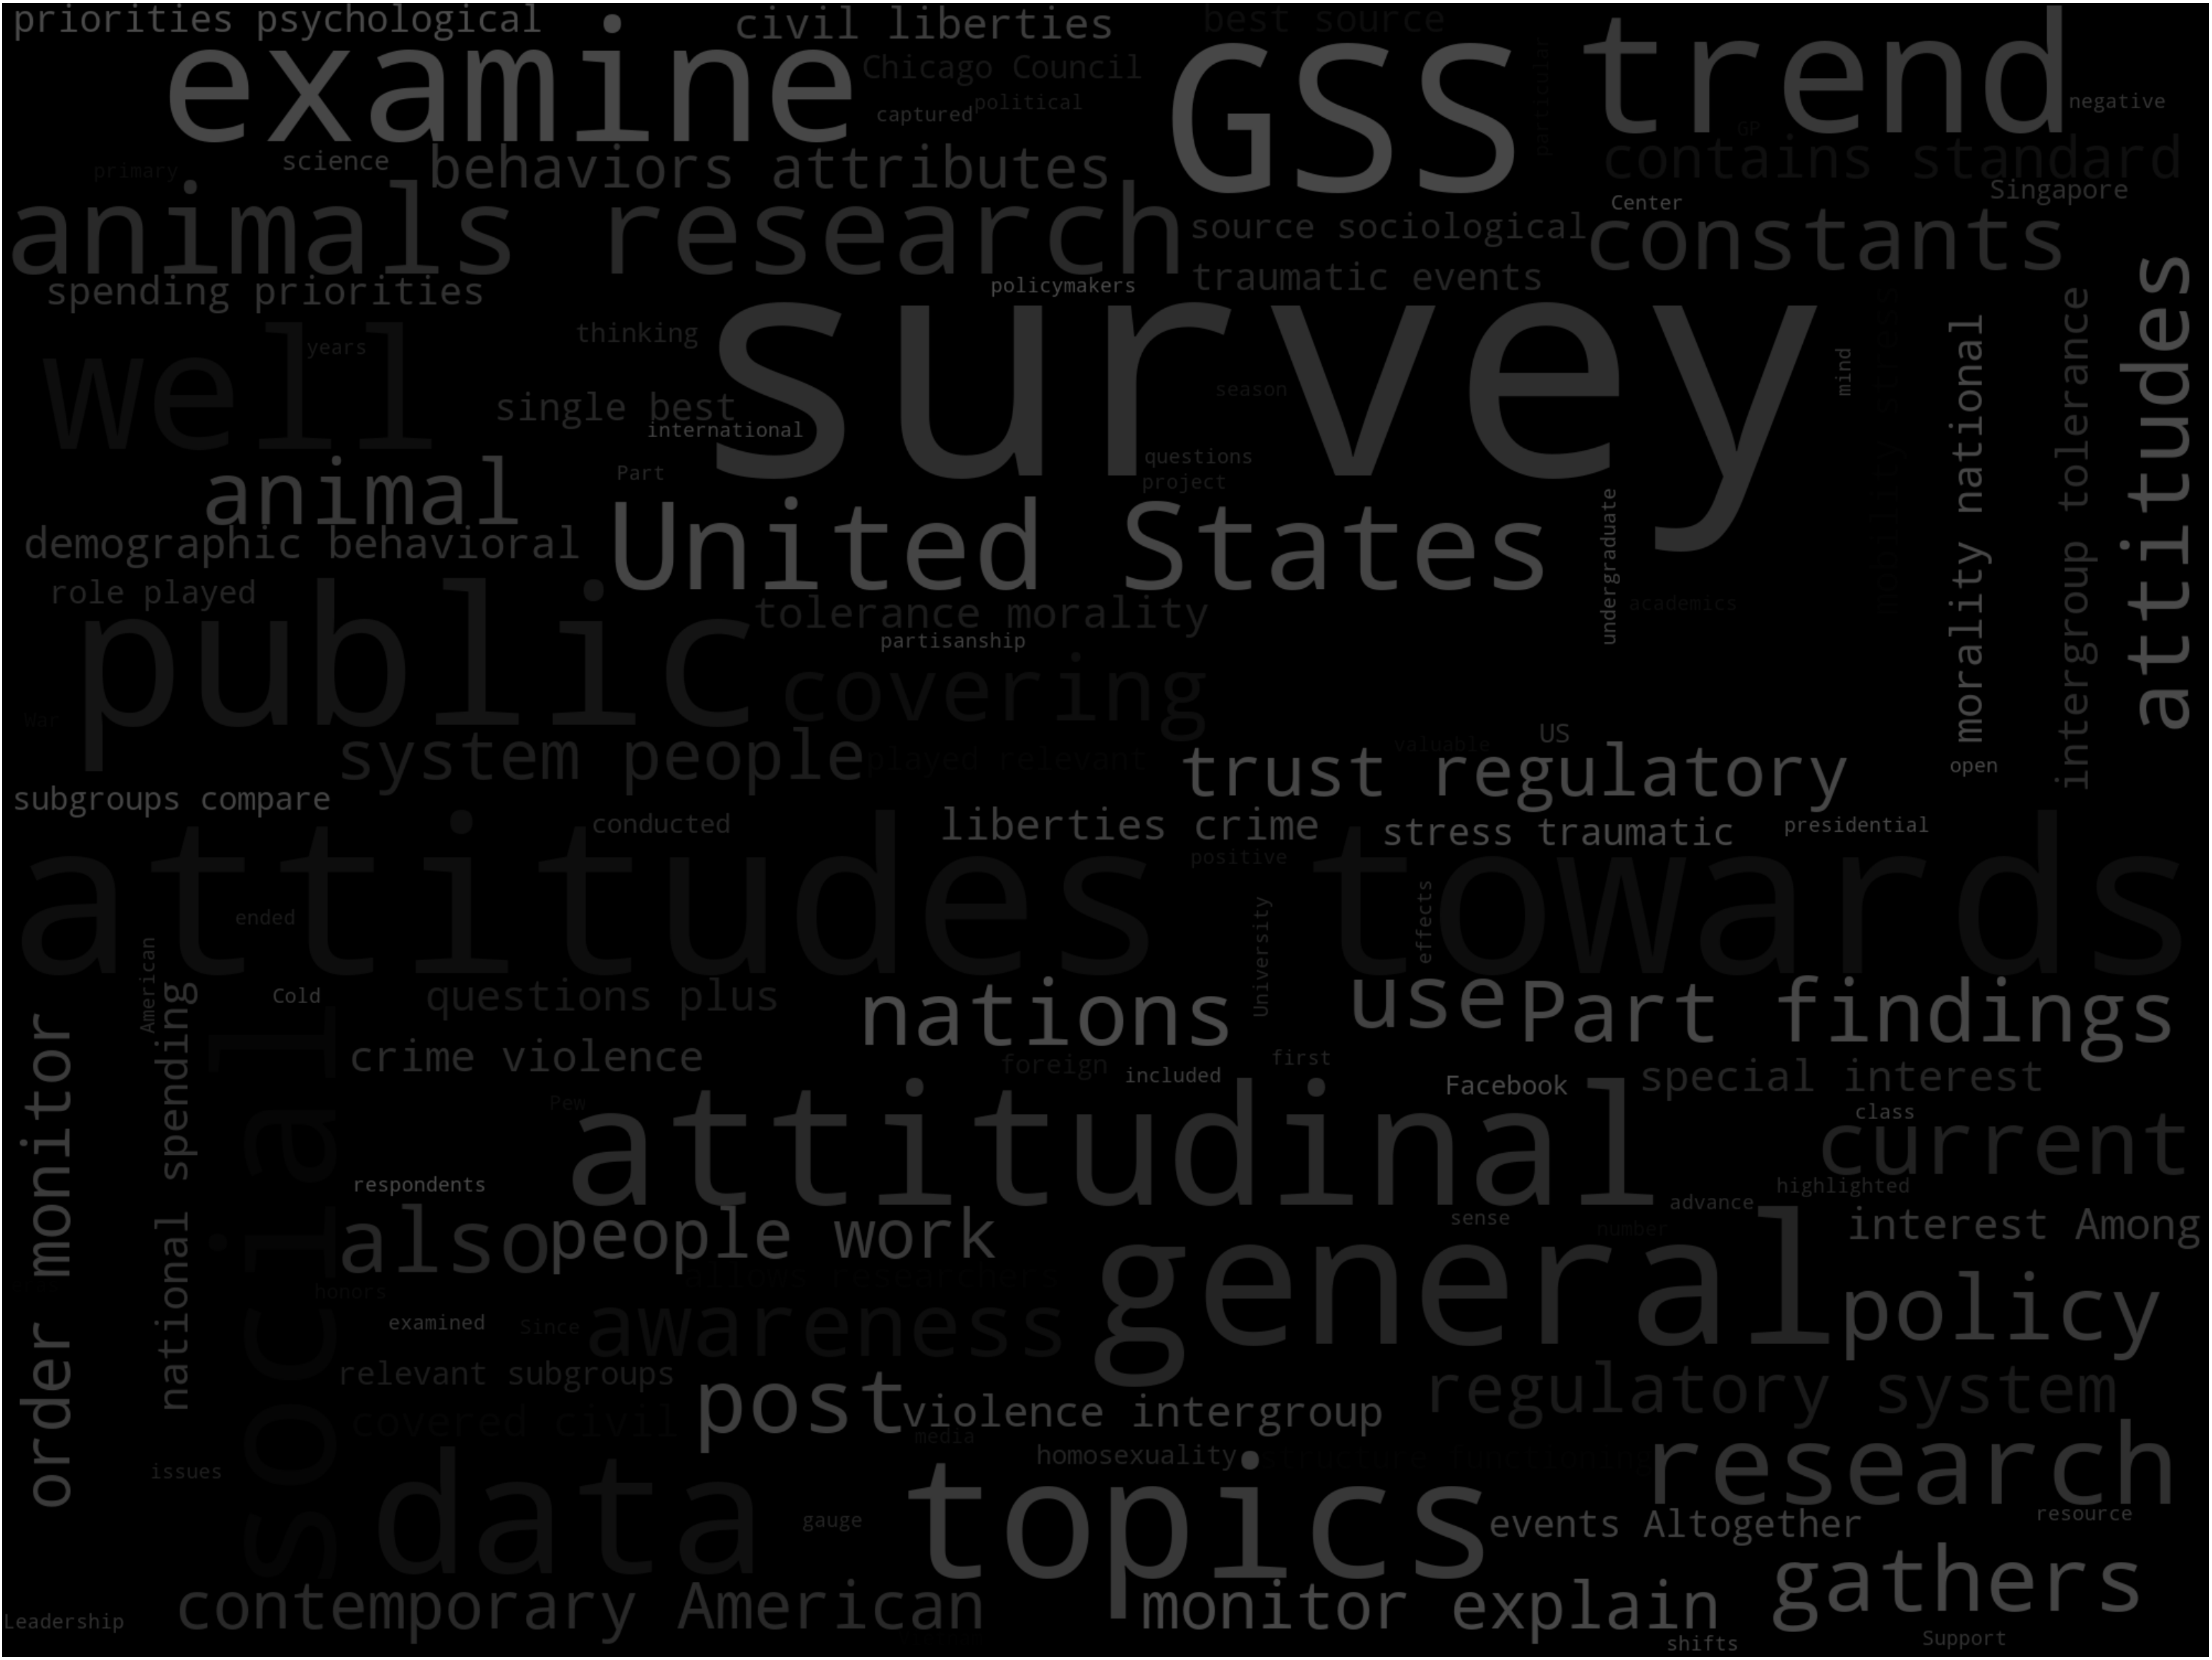 priorities psychological
civil liberties
best source
examine
GSS
trend
Chicago Council
captured
political
particular
negative
GP
primary
science
behaviors attributes
contains standard
Singapore
animals research
Center
source sociological
constants
spending priorities
policymakers
traumatic events
attitudes
well
years
thinking
survey
mobility stress
morality national
intergroup tolerance
mind
season
single best
international
questions
Part
project
animal
United States
undergraduate
demographic behavioral
role played
public
tolerance morality
academics
partisanship
covering
War
system people
played relevant
valuable
US
trust regulatory
open
subgroups compare
conducted
liberties crime
stress traumatic
presidential
attitudes towards
positive
ended
effects
University
American
Cold
questions plus
nations
use
Part findings
order monitor
national spending
social
crime violence
foreign
first
included
Facebook
special interest
Pew
attitudinal
class
current
respondents
highlighted
advance
also
people work
sense
number
interest Among
general
allows researchers
honors
examined
Since
awareness
policy
relevant subgroups
post
violence intergroup
regulatory system
covered civil
media
homosexuality
structure functioning
research
issues
data
topics
gauge
events Altogether
resource
contemporary American
monitor explain
gathers
Leadership
shifts
Support